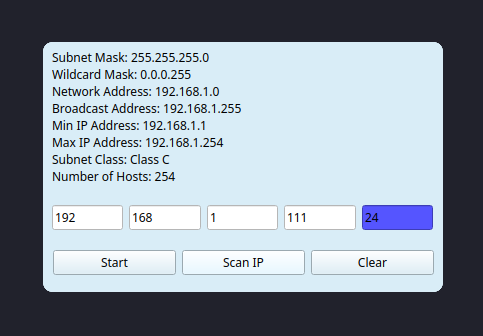 Subnet Mask: 255.255.255.0
Wildcard Mask: 0.0.0.255
Network Address: 192.168.1.0
Broadcast Address: 192.168.1.255
Min IP Address: 192.168.1.1
Max IP Address: 192.168.1.254
Subnet Class: Class C
Number of Hosts: 254
192 168 1 111 24
Start Scan IP Clear